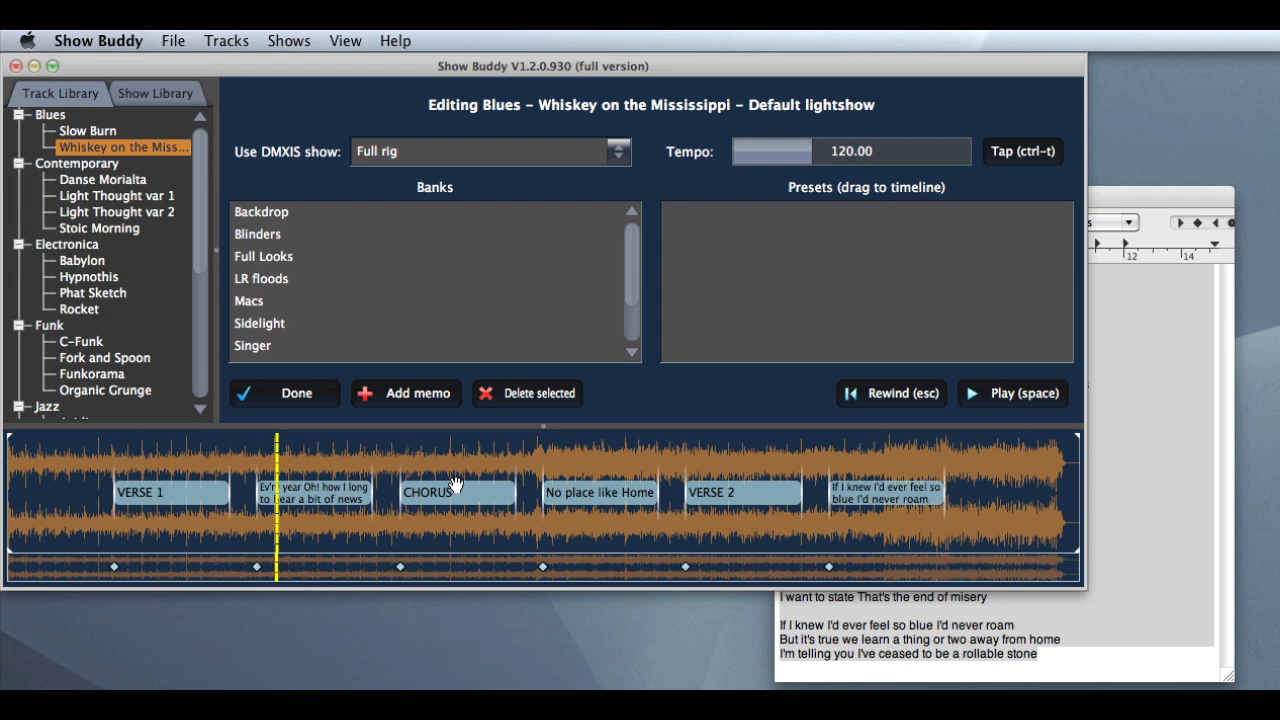 Show Buddy File Tracks Shows View Help
Show Buddy V1.2.0.930 (full version)
Track Library Show Library
Blues
Slow Burn
Whiskey on the Miss...
Contemporary
Danse Morialta
Light Thought var 1
Light Thought var 2
Stoic Morning
Electronica
Babylon
Hypnothis
Phat Sketch
Rocket
Funk
C-Funk
Fork and Spoon
Funkorama
Organic Grunge
Jazz
Editing Blues - Whiskey on the Mississippi - Default lightshow
Use DMXIS show: Full rig Tempo: 120.00 Tap (ctrl-t)
Banks Presets (drag to timeline)
Backdrop
Blinders
Full Looks
LR floods
Macs
Sidelight
Singer
Done Add memo Delete selected Rewind (esc) Play (space)
VERSE 1
year Oh! how I long
to hear a bit of news
CHORUS
No place like Home
VERSE 2
If I knew I'd ever feel so
blue I'd never roam
12 14
I want to state That's the end of misery
If I knew I'd ever feel so blue I'd never roam
But it's true we learn a thing or two away from home
I'm telling you I've ceased to be a rollable stone